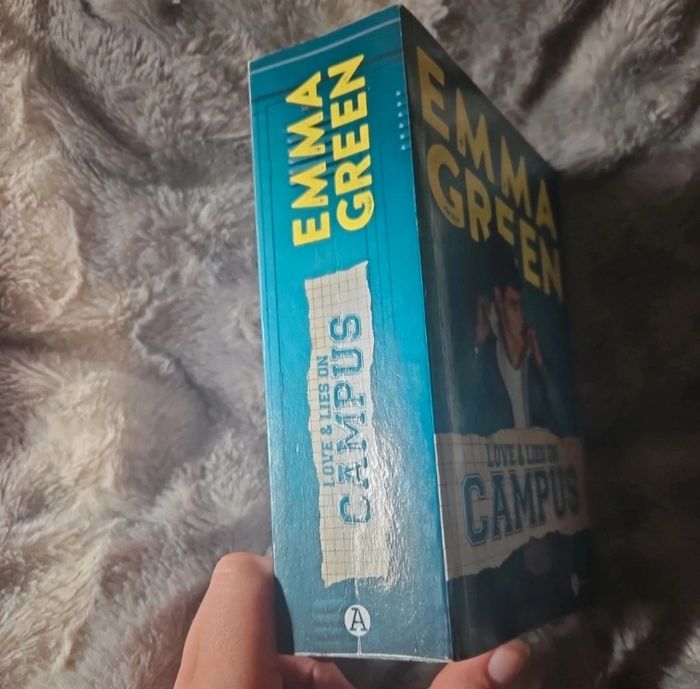 EMMA
GREEN
LOVE & LIES ON
CAMPUS
A
EMMA
GREEN
LOVE & LIES ON
CAMPUS